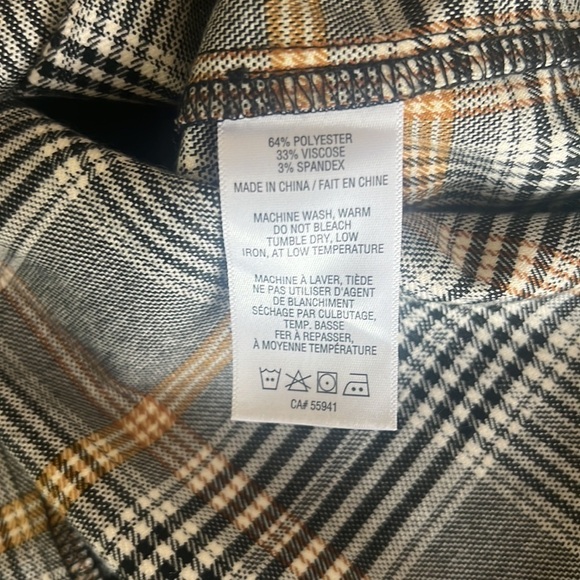 64% POLYESTER
33% VISCOSE
3% SPANDEX
MADE IN CHINA / FAIT EN CHINE
MACHINE WASH, WARM
DO NOT BLEACH
TUMBLE DRY, LOW
IRON, AT LOW TEMPERATURE
MACHINE À LAVER, TIÈDE
NE PAS UTILISER D'AGENT
DE BLANCHIMENT
SÉCHAGE PAR CULBUTAGE,
TEMP. BASSE
FER À REPASSER,
À MOYENNE TEMPÉRATURE
CA# 55941